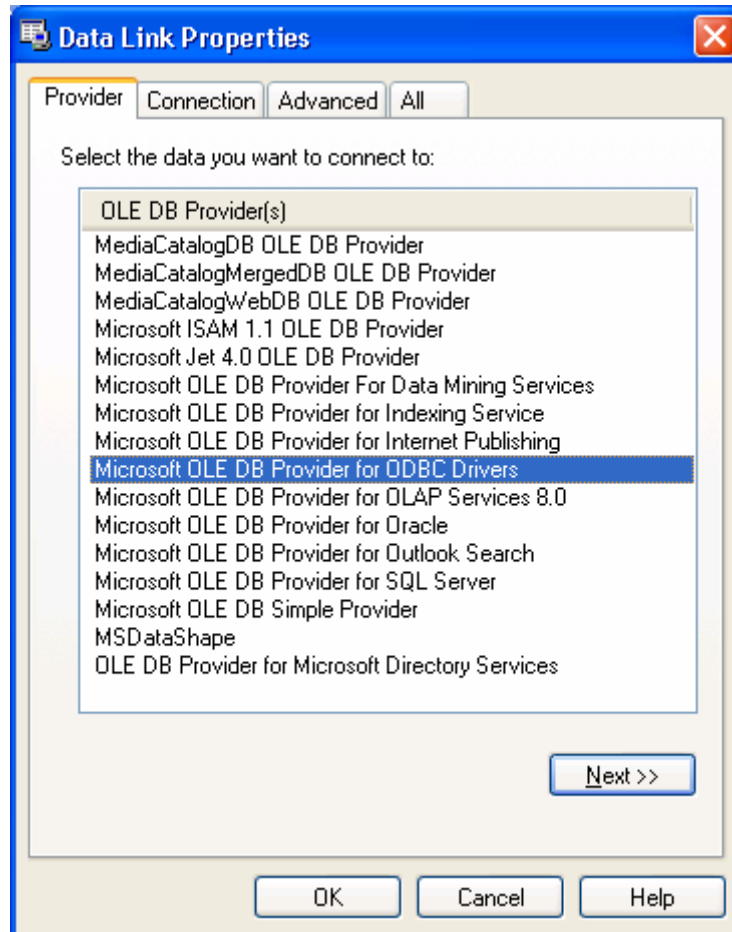 Data Link Properties
Provider Connection Advanced All
Select the data you want to connect to:
OLE DB Provider(s)
MediaCatalogDB OLE DB Provider
MediaCatalogMergedDB OLE DB Provider
MediaCatalogWebDB OLE DB Provider
Microsoft ISAM 1.1 OLE DB Provider
Microsoft Jet 4.0 OLE DB Provider
Microsoft OLE DB Provider For Data Mining Services
Microsoft OLE DB Provider for Indexing Service
Microsoft OLE DB Provider for Internet Publishing
Microsoft OLE DB Provider for ODBC Drivers
Microsoft OLE DB Provider for OLAP Services 8.0
Microsoft OLE DB Provider for Oracle
Microsoft OLE DB Provider for Outlook Search
Microsoft OLE DB Provider for SQL Server
Microsoft OLE DB Simple Provider
MSDataShape
OLE DB Provider for Microsoft Directory Services
Next >>
OK Cancel Help